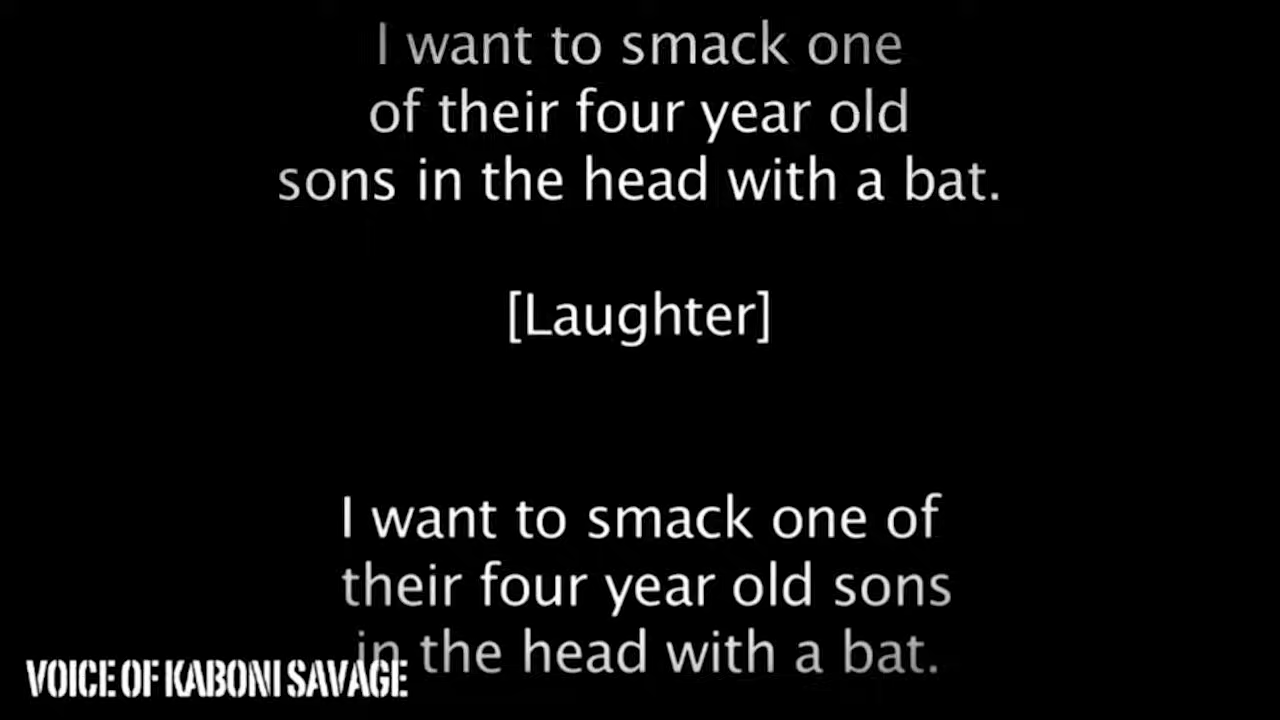 I want to smack one
of their four year old
sons in the head with a bat.
[Laughter]
I want to smack one of
their four year old sons
in the head with a bat.
VOICE OF KABONI SAVAGE